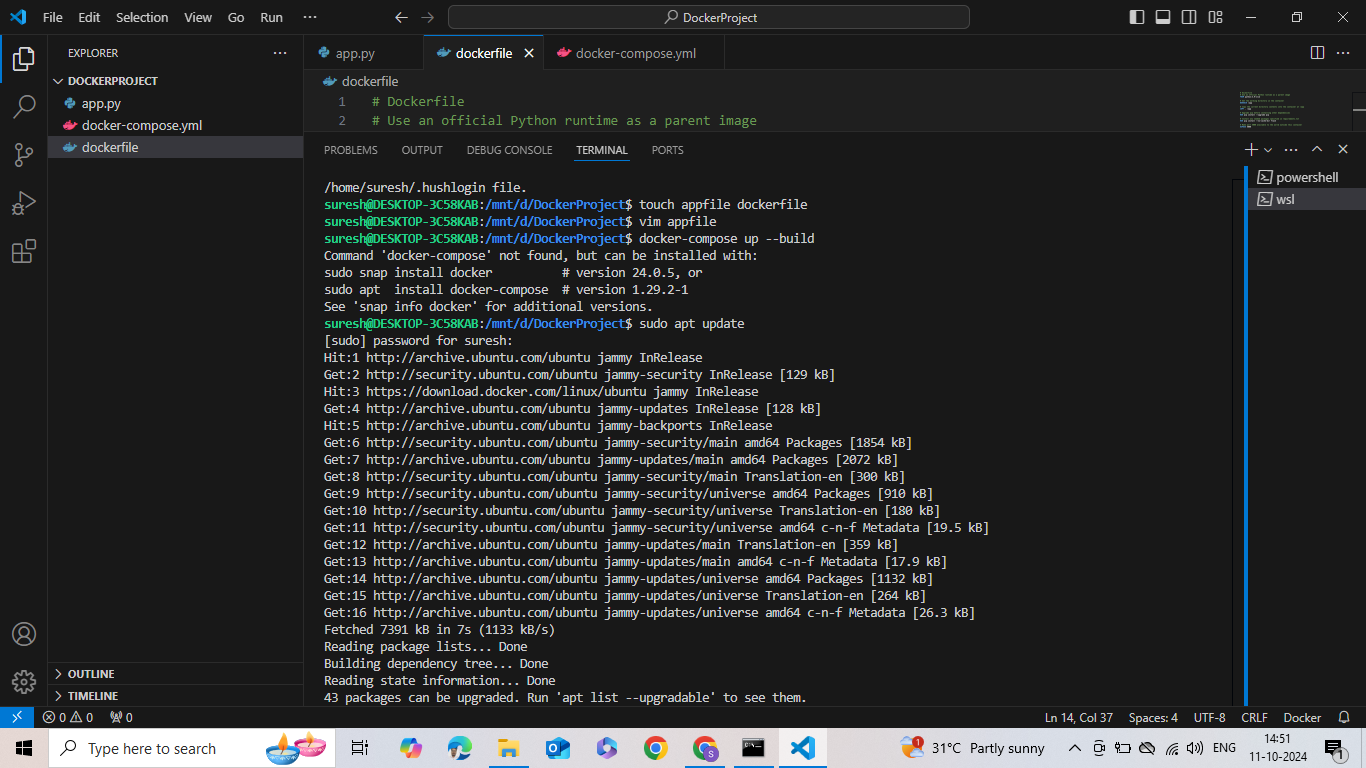 File Edit Selection View Go Run ···
DockerProject
EXPLORER
DOCKERPROJECT
app.py
docker-compose.yml
dockerfile
OUTLINE
TIMELINE
app.py
dockerfile
docker-compose.yml
dockerfile
1 # Dockerfile
2 # Use an official Python runtime as a parent image
PROBLEMS OUTPUT DEBUG CONSOLE TERMINAL PORTS
powershell
wsl
/home/suresh/.hushlogin file.
suresh@DESKTOP-3C58KAB:/mnt/d/DockerProject$ touch appfile dockerfile
suresh@DESKTOP-3C58KAB:/mnt/d/DockerProject$ vim appfile
suresh@DESKTOP-3C58KAB:/mnt/d/DockerProject$ docker-compose up --build
Command 'docker-compose' not found, but can be installed with:
sudo snap install docker          # version 24.0.5, or
sudo apt  install docker-compose  # version 1.29.2-1
See 'snap info docker' for additional versions.
suresh@DESKTOP-3C58KAB:/mnt/d/DockerProject$ sudo apt update
[sudo] password for suresh:
Hit:1 http://archive.ubuntu.com/ubuntu jammy InRelease
Get:2 http://security.ubuntu.com/ubuntu jammy-security InRelease [129 kB]
Hit:3 https://download.docker.com/linux/ubuntu jammy InRelease
Get:4 http://archive.ubuntu.com/ubuntu jammy-updates InRelease [128 kB]
Hit:5 http://archive.ubuntu.com/ubuntu jammy-backports InRelease
Get:6 http://security.ubuntu.com/ubuntu jammy-security/main amd64 Packages [1854 kB]
Get:7 http://archive.ubuntu.com/ubuntu jammy-updates/main amd64 Packages [2072 kB]
Get:8 http://security.ubuntu.com/ubuntu jammy-security/main Translation-en [300 kB]
Get:9 http://security.ubuntu.com/ubuntu jammy-security/universe amd64 Packages [910 kB]
Get:10 http://security.ubuntu.com/ubuntu jammy-security/universe Translation-en [180 kB]
Get:11 http://security.ubuntu.com/ubuntu jammy-security/universe amd64 c-n-f Metadata [19.5 kB]
Get:12 http://archive.ubuntu.com/ubuntu jammy-updates/main Translation-en [359 kB]
Get:13 http://archive.ubuntu.com/ubuntu jammy-updates/main amd64 c-n-f Metadata [17.9 kB]
Get:14 http://archive.ubuntu.com/ubuntu jammy-updates/universe amd64 Packages [1132 kB]
Get:15 http://archive.ubuntu.com/ubuntu jammy-updates/universe Translation-en [264 kB]
Get:16 http://archive.ubuntu.com/ubuntu jammy-updates/universe amd64 c-n-f Metadata [26.3 kB]
Fetched 7391 kB in 7s (1133 kB/s)
Reading package lists... Done
Building dependency tree... Done
Reading state information... Done
43 packages can be upgraded. Run 'apt list --upgradable' to see them.
0 0 0
Ln 14, Col 37 Spaces: 4 UTF-8 CRLF Docker
Type here to search
1
31°C Partly sunny
ENG
14:51
11-10-2024
1